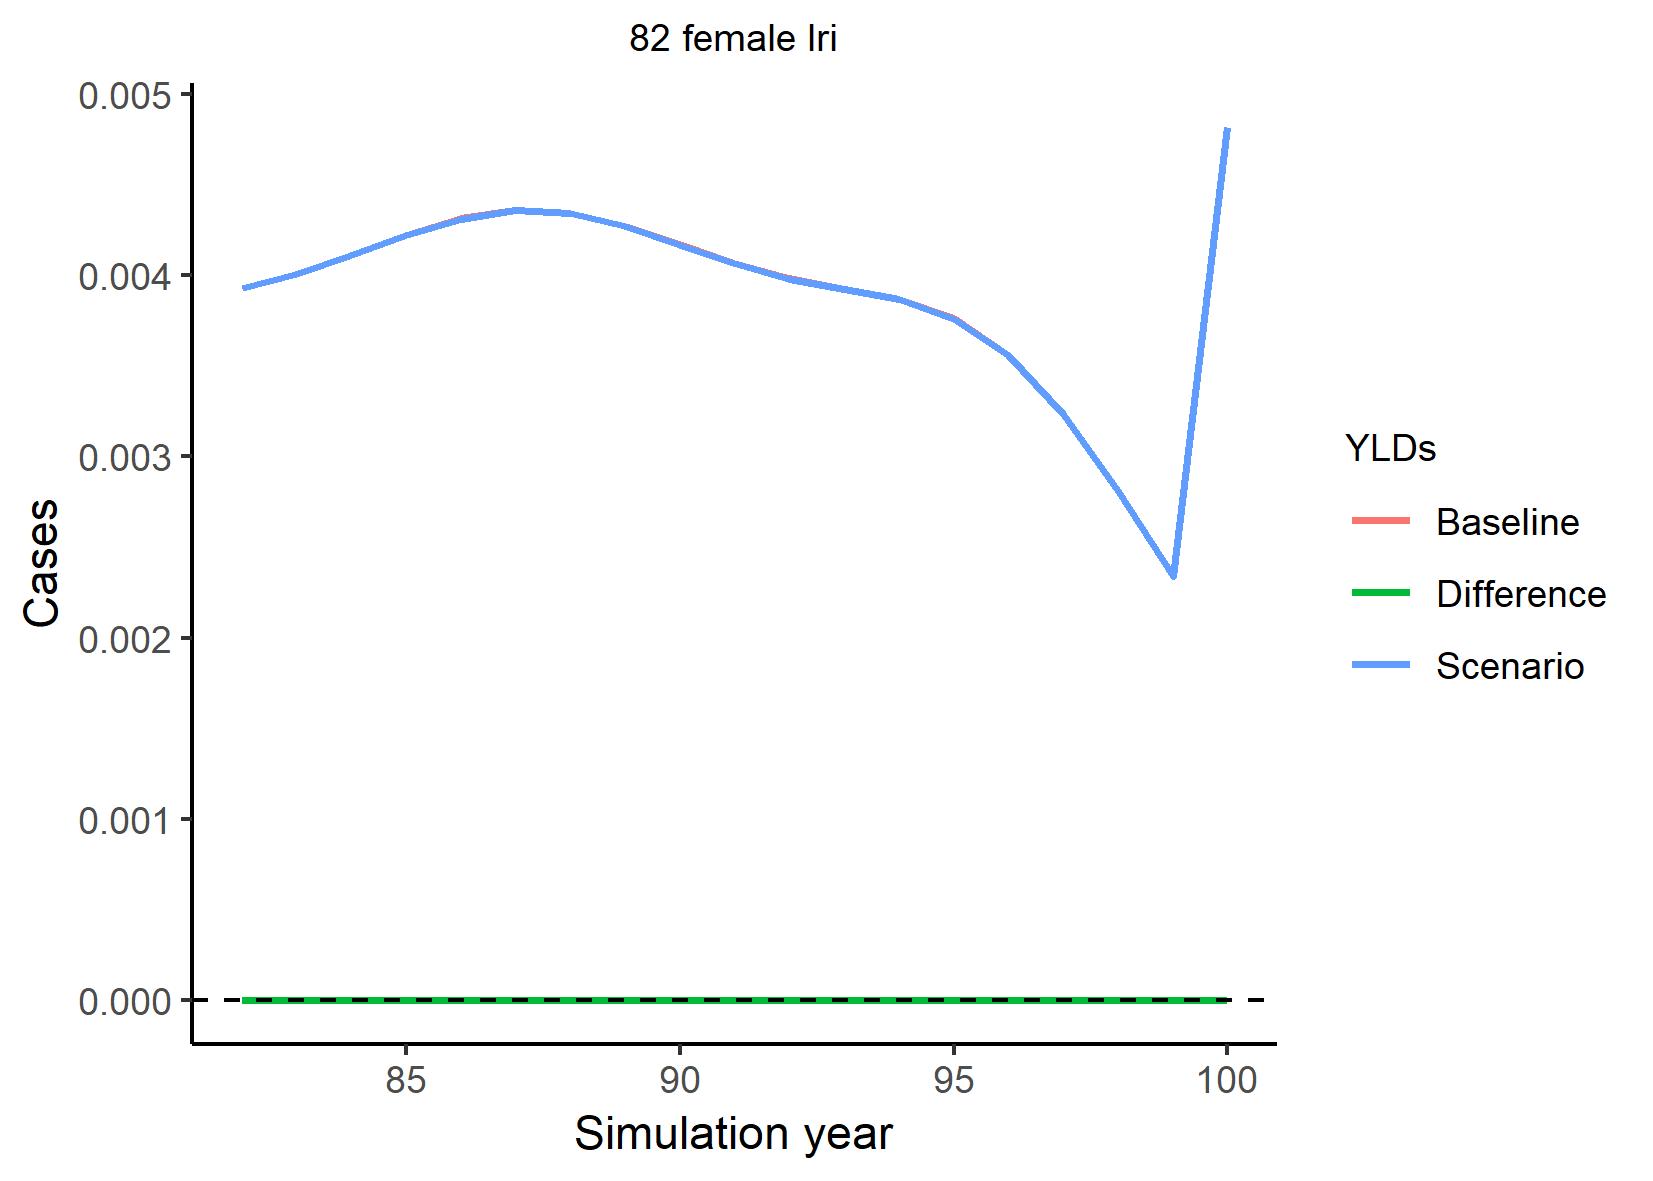 82 female lri
0.005
0.004
0.003
0.002
0.001
0.000
Cases
85 90 95 100
Simulation year
YLDs
Baseline
Difference
Scenario